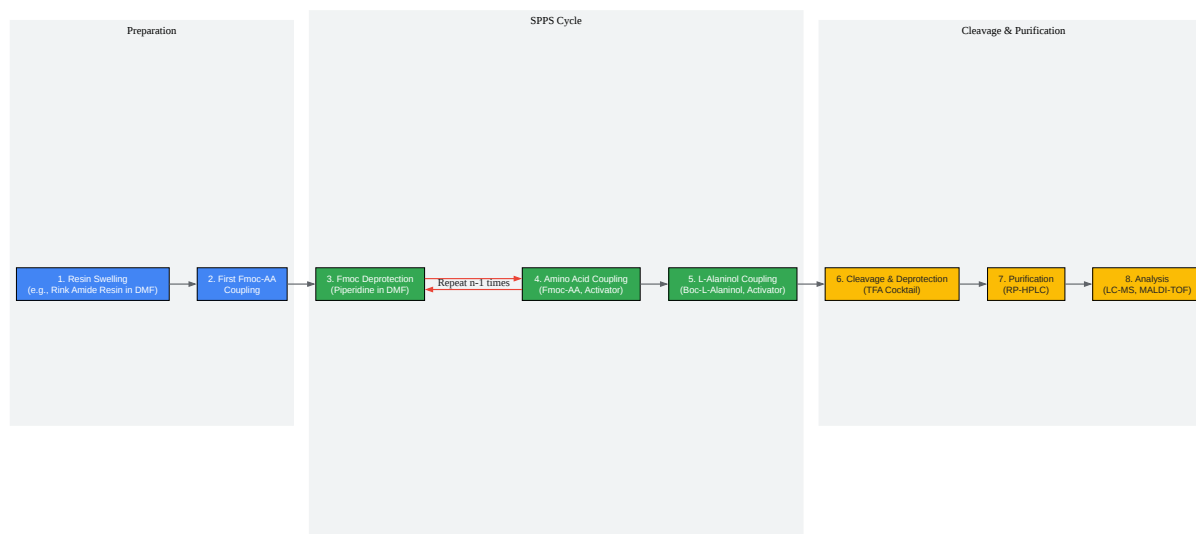 Preparation
1. Resin Swelling
(e.g., Rink Amide Resin in DMF)
2. First Fmoc-AA
Coupling
SPPS Cycle
3. Fmoc Deprotection
(Piperidine in DMF)
Repeat n-1 times
4. Amino Acid Coupling
(Fmoc-AA, Activator)
5. L-Alaninol Coupling
(Boc-L-Alaninol, Activator)
Cleavage & Purification
6. Cleavage & Deprotection
(TFA Cocktail)
7. Purification
(RP-HPLC)
8. Analysis
(LC-MS, MALDI-TOF)